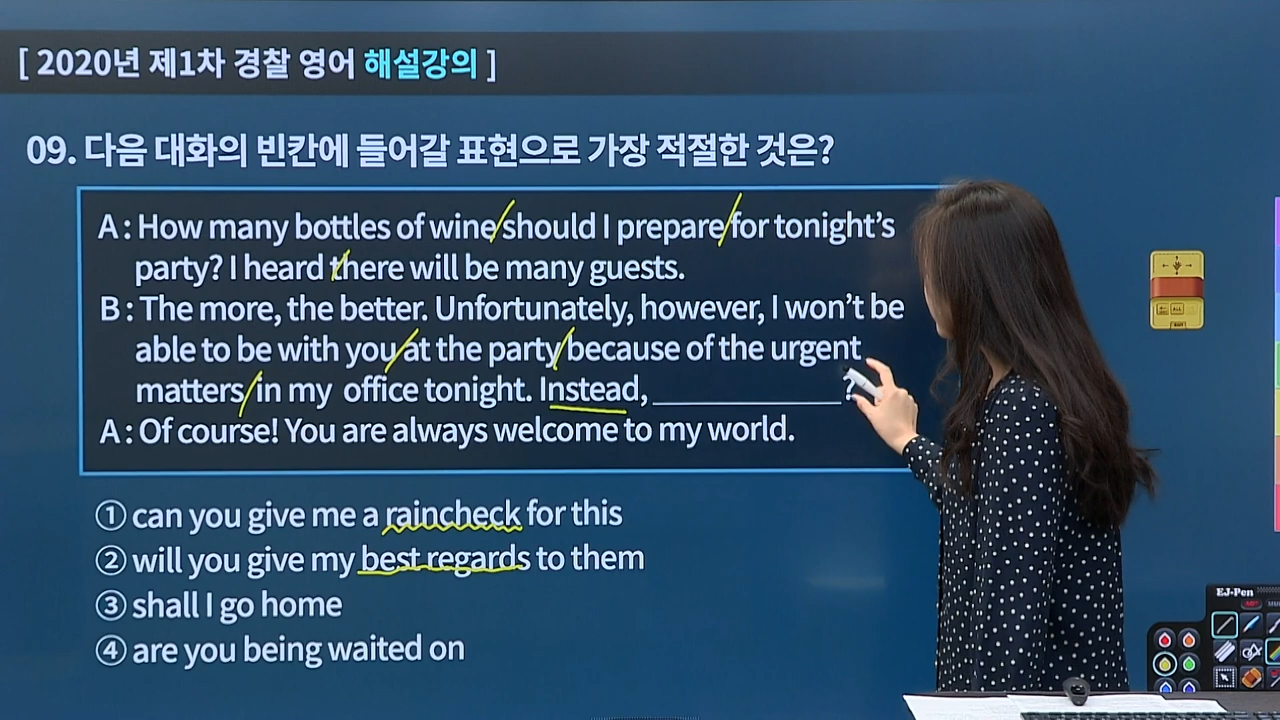 [ 2020년 제1차 경찰 영어 해설강의 ]
09. 다음 대화의 빈칸에 들어갈 표현으로 가장 적절한 것은?
A : How many bottles of wine should I prepare for tonight's
party? I heard there will be many guests.
B : The more, the better. Unfortunately, however, I won't be
able to be with you at the party because of the urgent
matters in my office tonight. Instead, ____________?
A : Of course! You are always welcome to my world.
① can you give me a raincheck for this
② will you give my best regards to them
③ shall I go home
④ are you being waited on
EJ-Pen